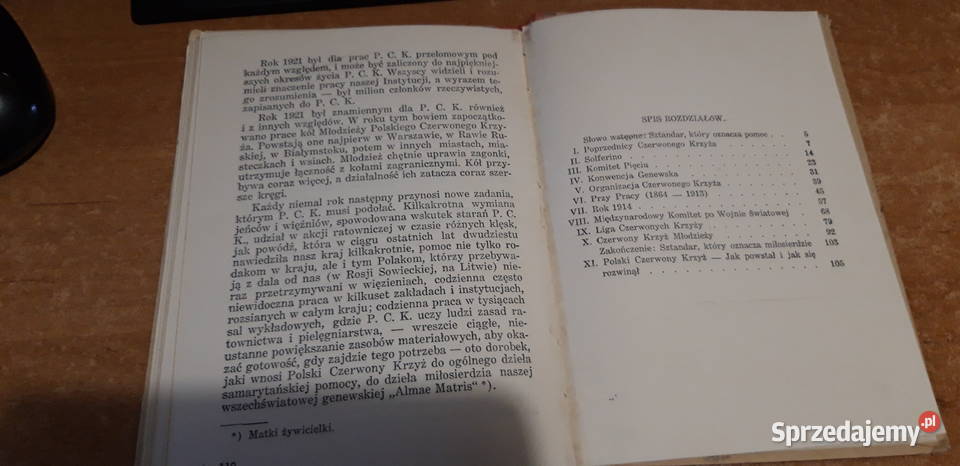 Rok 1921 był dla prac P. C. K. przełomowym pod
każdym względem, i może być zaliczony do najpiękniej-
szych okresów życia P. C. K. Wszyscy widzieli i rozu-
mieli znaczenie pracy naszej Instytucji, a wyrazem te-
go zrozumienia — był milion członków rzeczywistych,
zapisanych do P. C. K.
Rok 1921 był znamiennym dla P. C. K. również
i z innych względów. W roku tym bowiem zapoczątko-
wano prace kół Młodzieży Polskiego Czerwonego Krzy-
ża. Powstają one najpierw w Warszawie, w Rawie Ru-
skiej, w Białymstoku, potem w innych miastach, mia-
steczkach i wsiach. Młodzież chętnie uprawia zagonki,
utrzymuje łączność z kołami zagranicznymi. Kół przy-
bywa coraz więcej, a działalność ich zatacza coraz szer-
sze kręgi.
Każdy niemal rok następny przynosi nowe zadania,
którym P. C. K. musi podołać. Kilkakrotna wymiana
jeńców i więźniów, spowodowana wskutek starań P. C.
K., udział w akcji ratowniczej w czasie różnych klęsk,
jak powódź, która w ciągu ostatnich lat dwudziestu
nawiedziła nasz kraj kilkakrotnie, pomoc nie tylko ro-
dakom w kraju, ale i tym Polakom, którzy przebywa-
ją z dala od nas (w Rosji Sowieckiej, na Litwie) nie-
raz przetrzymywani w więzieniach, codzienna często
niewidoczna praca w kilkuset zakładach i instytucjach,
rozsianych w całym kraju; codzienna praca w tysiącach
sal wykładowych, gdzie P. C. K. uczy ludzi zasad ra-
townictwa i pielęgniarstwa, — wreszcie ciągłe, nie-
ustanne powiększanie zasobów materiałowych, aby oka-
zać gotowość, gdy zajdzie tego potrzeba — oto dorobek,
jaki wnosi Polski Czerwony Krzyż do ogólnego dzieła
samarytańskiej pomocy, do dzieła miłosierdzia naszej
wszechświatowej genewskiej „Almae Matris" *).
*) Matki żywicielki.
110
SPIS ROZDZIAŁÓW.
Słowo wstępne: Sztandar, który oznacza pomoc . 5
I. Poprzednicy Czerwonego Krzyża . 7
II. Solferino . 14
III. Komitet Pięciu . 23
IV. Konwencja Genewska . 31
V. Organizacja Czerwonego Krzyża . 39
VI. Przy Pracy (1864 — 1913) . 45
VII. Rok 1914 . 57
VIII. Międzynarodowy Komitet po Wojnie Światowej . 68
IX. Liga Czerwonych Krzyży . 79
X. Czerwony Krzyż Młodzieży . 92
Zakończenie: Sztandar, który oznacza miłosierdzie 103
XI. Polski Czerwony Krzyż — Jak powstał i jak się
rozwinął . 105
Sprzedajemy.pl